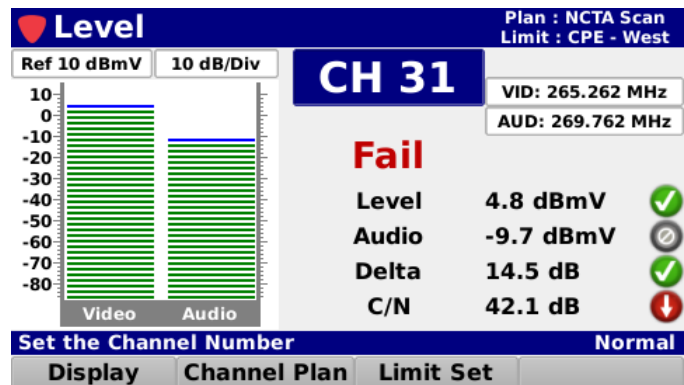 Level
Plan : NCTA Scan
Limit : CPE - West
Ref 10 dBmV
10 dB/Div
CH 31
VID: 265.262 MHz
AUD: 269.762 MHz
10
0
-10
-20
-30
-40
-50
-60
-70
-80
Video
Audio
Fail
Level 4.8 dBmV
Audio -9.7 dBmV
Delta 14.5 dB
C/N 42.1 dB
Set the Channel Number
Normal
Display
Channel Plan
Limit Set